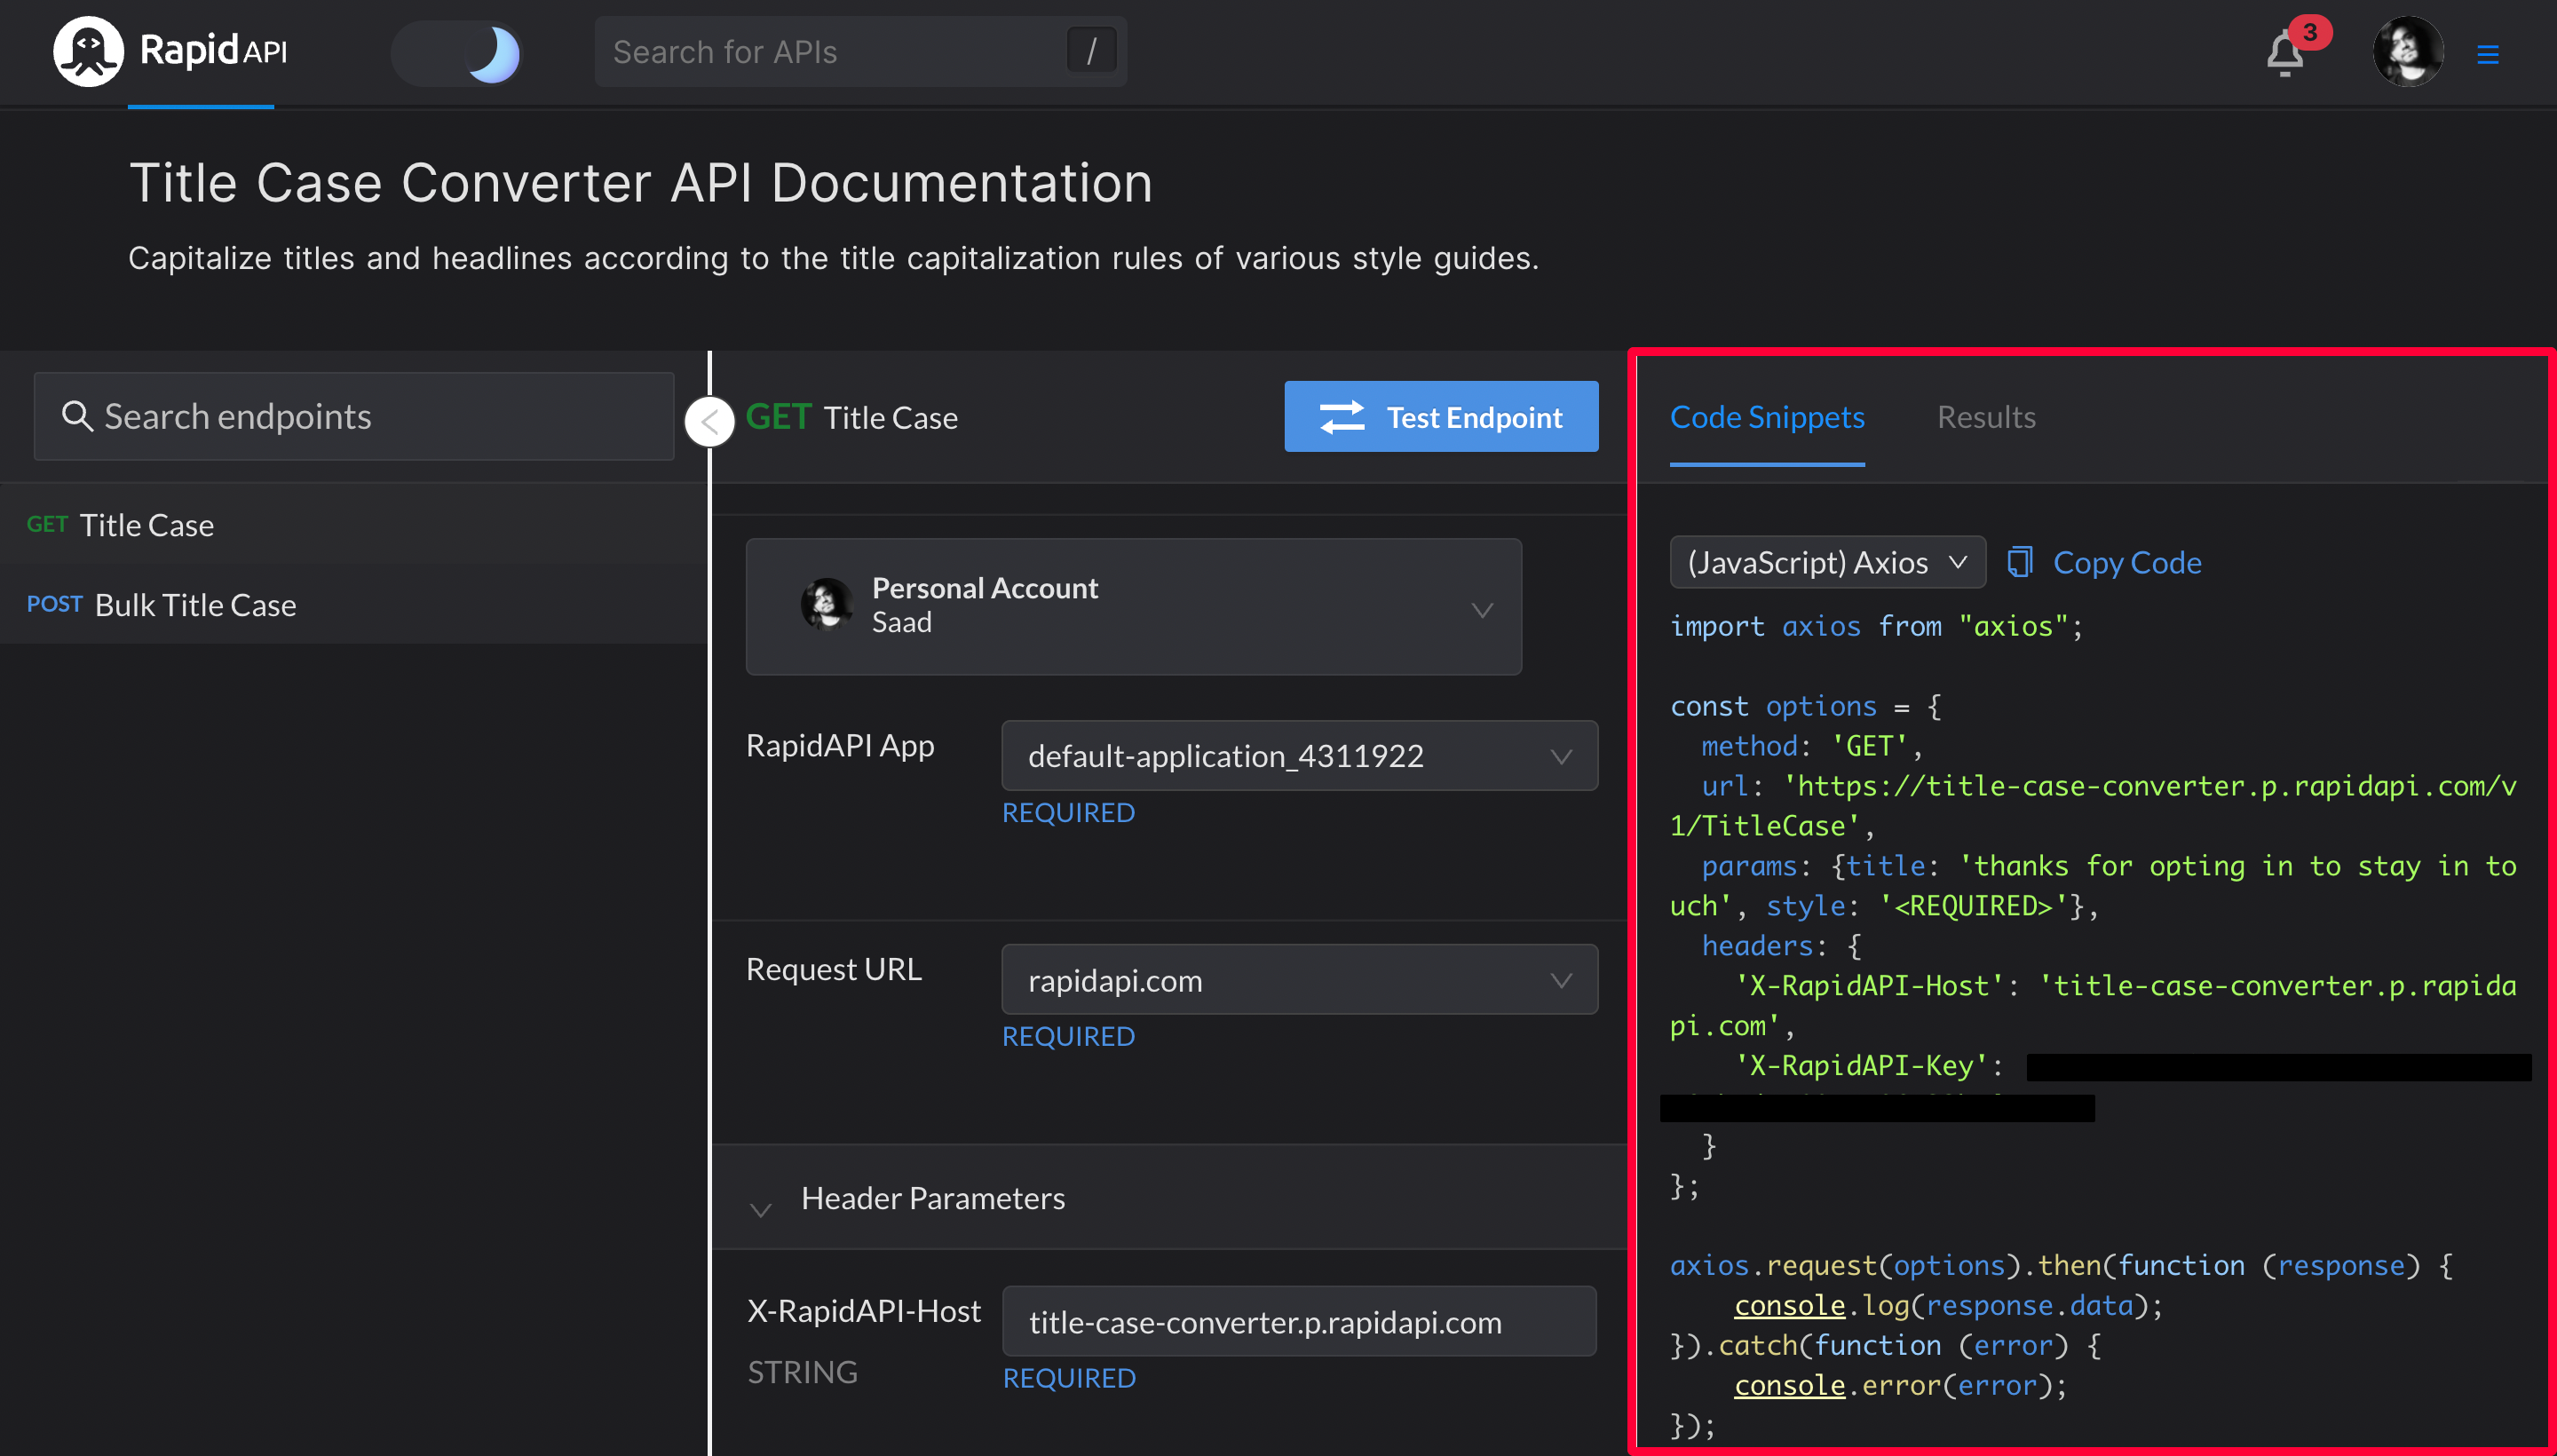 RapidAPI
Search for APIs
/
3
Title Case Converter API Documentation
Capitalize titles and headlines according to the title capitalization rules of various style guides.
Search endpoints
GET Title Case
POST Bulk Title Case
GET Title Case
Test Endpoint
Personal Account
Saad
RapidAPI App
default-application_4311922
REQUIRED
Request URL
rapidapi.com
REQUIRED
Header Parameters
X-RapidAPI-Host
title-case-converter.p.rapidapi.com
STRING
REQUIRED
Code Snippets
Results
(JavaScript) Axios
Copy Code
import axios from "axios";
const options = {
method: 'GET',
url: 'https://title-case-converter.p.rapidapi.com/v
1/TitleCase',
params: {title: 'thanks for opting in to stay in to
uch', style: '<REQUIRED>'},
headers: {
'X-RapidAPI-Host': 'title-case-converter.p.rapida
pi.com',
'X-RapidAPI-Key':
}
};
axios.request(options).then(function (response) {
console.log(response.data);
}).catch(function (error) {
console.error(error);
});